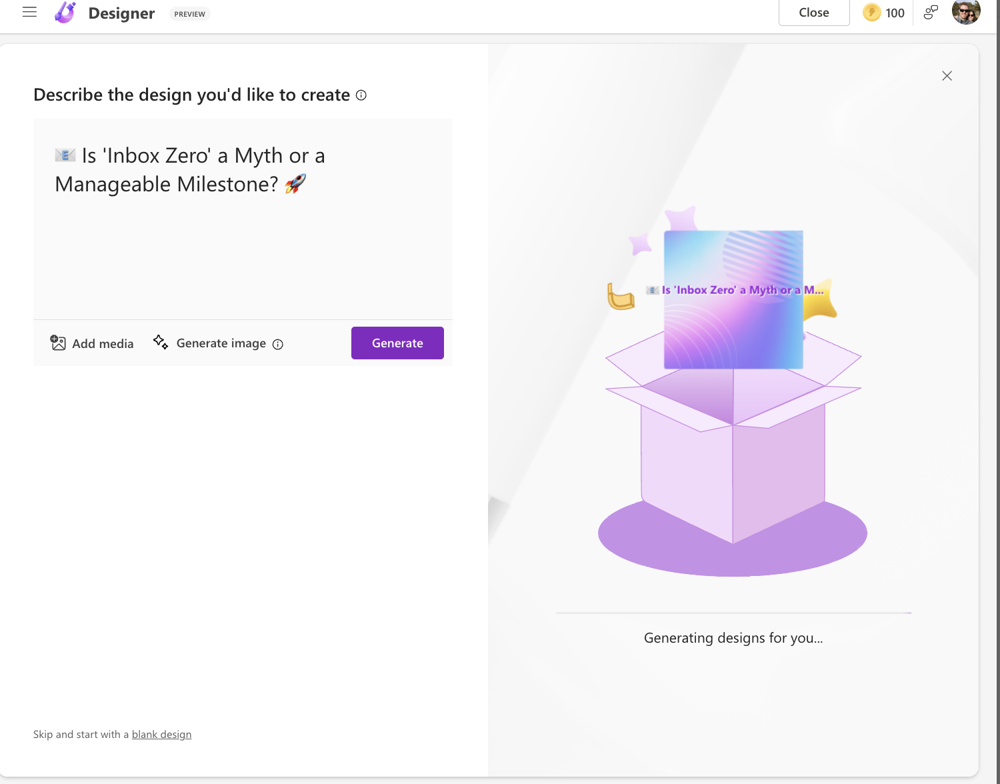 Designer PREVIEW
Close
100
Describe the design you'd like to create
📧 Is 'Inbox Zero' a Myth or a
Manageable Milestone? 🚀
Add media
Generate image
Generate
Skip and start with a blank design
📧 Is 'Inbox Zero' a Myth or a M...
Generating designs for you...